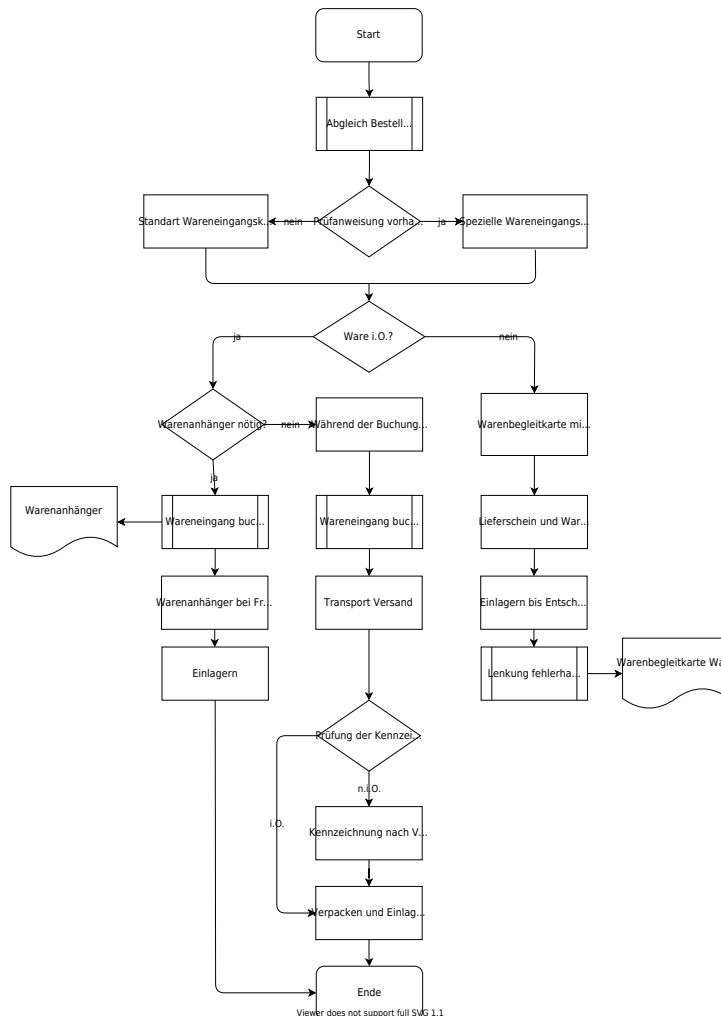 Start
Abgleich Bestell...
Standart Wareneingangsk...
nein
Prüfanweisung vorha...
ja
Spezielle Wareneingangs...
Ware i.O.?
ja
nein
Warenanhänger nötig?
nein
Während der Buchung...
Warenbegleitkarte mi...
ja
Warenanhänger
Wareneingang buc...
Wareneingang buc...
Lieferschein und War...
Warenanhänger bei Fr...
Transport Versand
Einlagern bis Entsch...
Einlagern
Lenkung fehlerha...
Warenbegleitkarte Wa
Prüfung der Kennzei...
n.i.O.
i.O.
Kennzeichnung nach V...
Verpacken und Einlag...
Ende
Viewer does not support full SVG 1.1